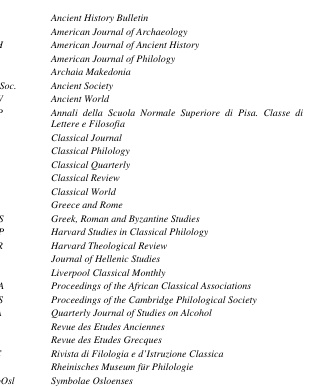 Ancient History Bulletin
American Journal of Archaeology
H American Journal of Ancient History
American Journal of Philology
Archaia Makedonia
Soc. Ancient Society
Ancient World
P Annali della Scuola Normale Superiore di Pisa. Classe di
Lettere e Filosofia
Classical Journal
Classical Philology
Classical Quarterly
Classical Review
Classical World
Greece and Rome
S Greek, Roman and Byzantine Studies
P Harvard Studies in Classical Philology
R Harvard Theological Review
Journal of Hellenic Studies
Liverpool Classical Monthly
A Proceedings of the African Classical Associations
S Proceedings of the Cambridge Philological Society
Quarterly Journal of Studies on Alcohol
Revue des Etudes Anciennes
Revue des Etudes Grecques
Rivista di Filologia e d'Istruzione Classica
Rheinisches Museum für Philologie
Osl Symbolae Osloenses